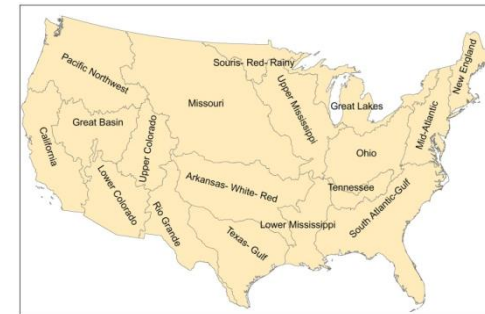 New England
Pacific Northwest
Souris- Red- Rainy
Upper Mississippi
Missouri
Great Lakes
Mid-Atlantic
Great Basin
California
Upper Colorado
Ohio
Lower Colorado
Arkansas- White- Red
Tennessee
South Atlantic-Gulf
Rio Grande
Texas- Gulf
Lower Mississippi